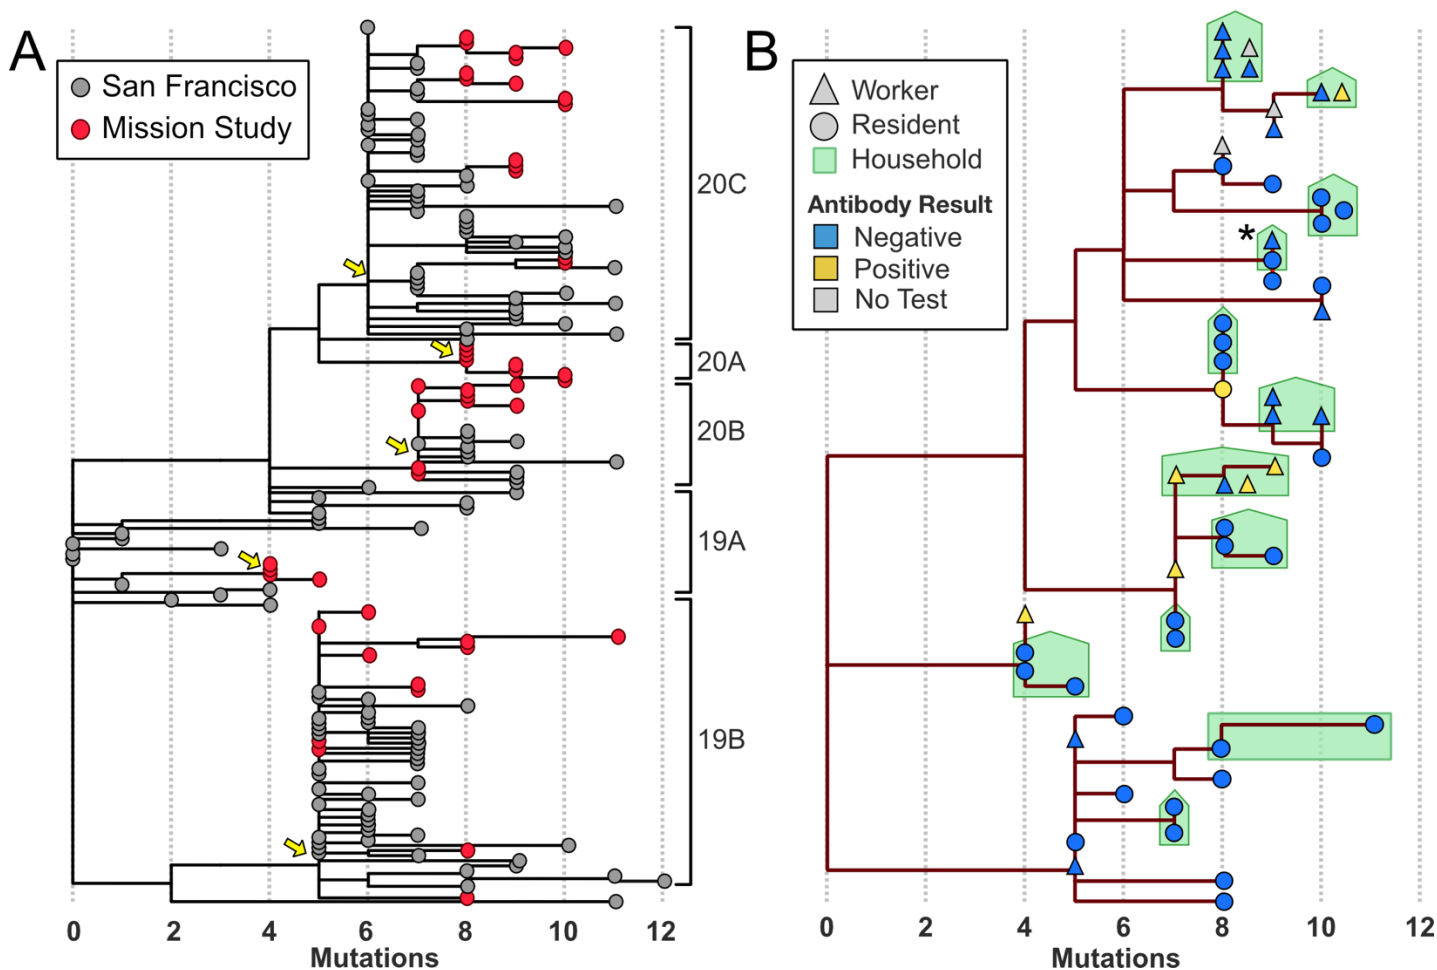 A
San Francisco
Mission Study
20C
20A
20B
19A
19B
0 2 4 6 8 10 12
Mutations
B
Worker
Resident
Household
Antibody Result
Negative
Positive
No Test
*
0 2 4 6 8 10 12
Mutations